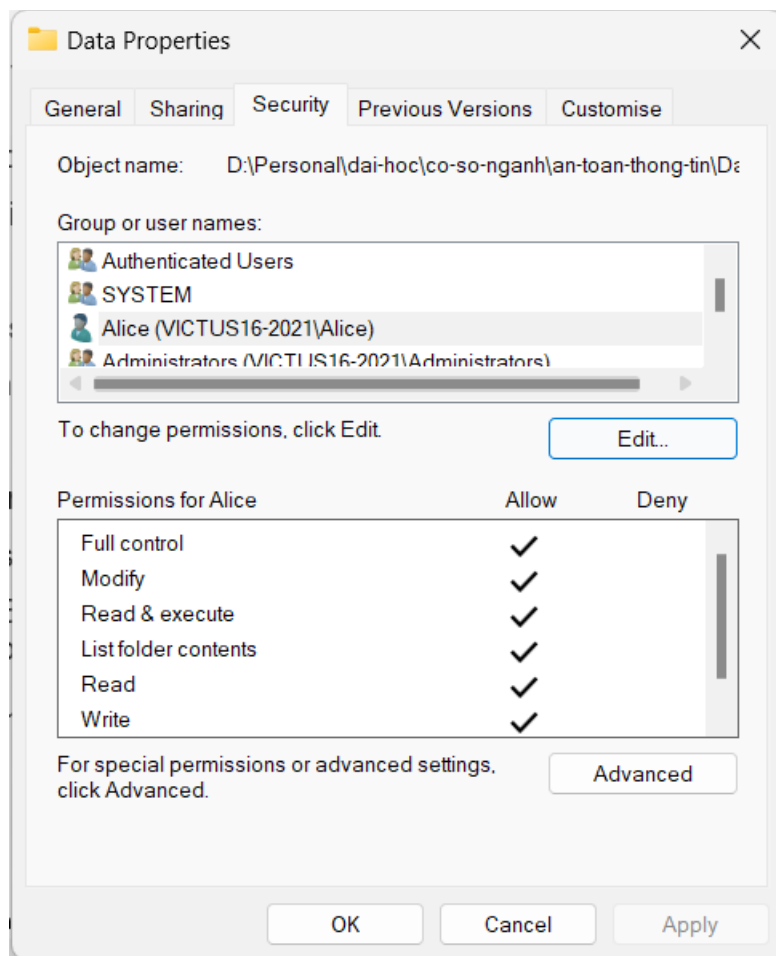 Data Properties
General Sharing Security Previous Versions Customise
Object name: D:\Personal\dai-hoc\co-so-nganh\an-toan-thong-tin\Da
Group or user names:
Authenticated Users
SYSTEM
Alice (VICTUS16-2021\Alice)
Administrators (VICTUS16-2021\Administrators)
To change permissions, click Edit.
Edit...
Permissions for Alice Allow Deny
Full control
Modify
Read & execute
List folder contents
Read
Write
For special permissions or advanced settings,
click Advanced.
Advanced
OK Cancel Apply